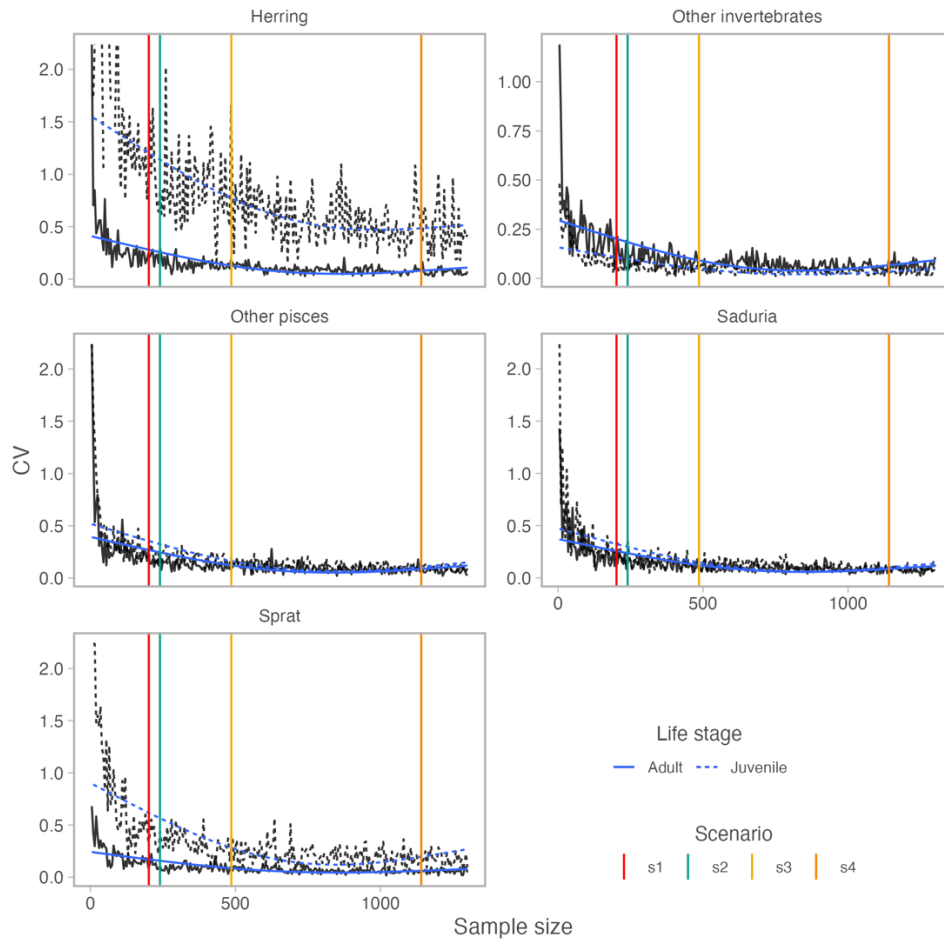 Herring
Other invertebrates
2.0
1.5
1.0
0.5
0.0
1.00
0.75
0.50
0.25
0.00
Other pisces
Saduria
2.0
1.5
1.0
0.5
0.0
2.0
1.5
1.0
0.5
0.0
0 500 1000
CV
Sprat
2.0
1.5
1.0
0.5
0.0
0 500 1000
Sample size
Life stage
Adult Juvenile
Scenario
s1 s2 s3 s4